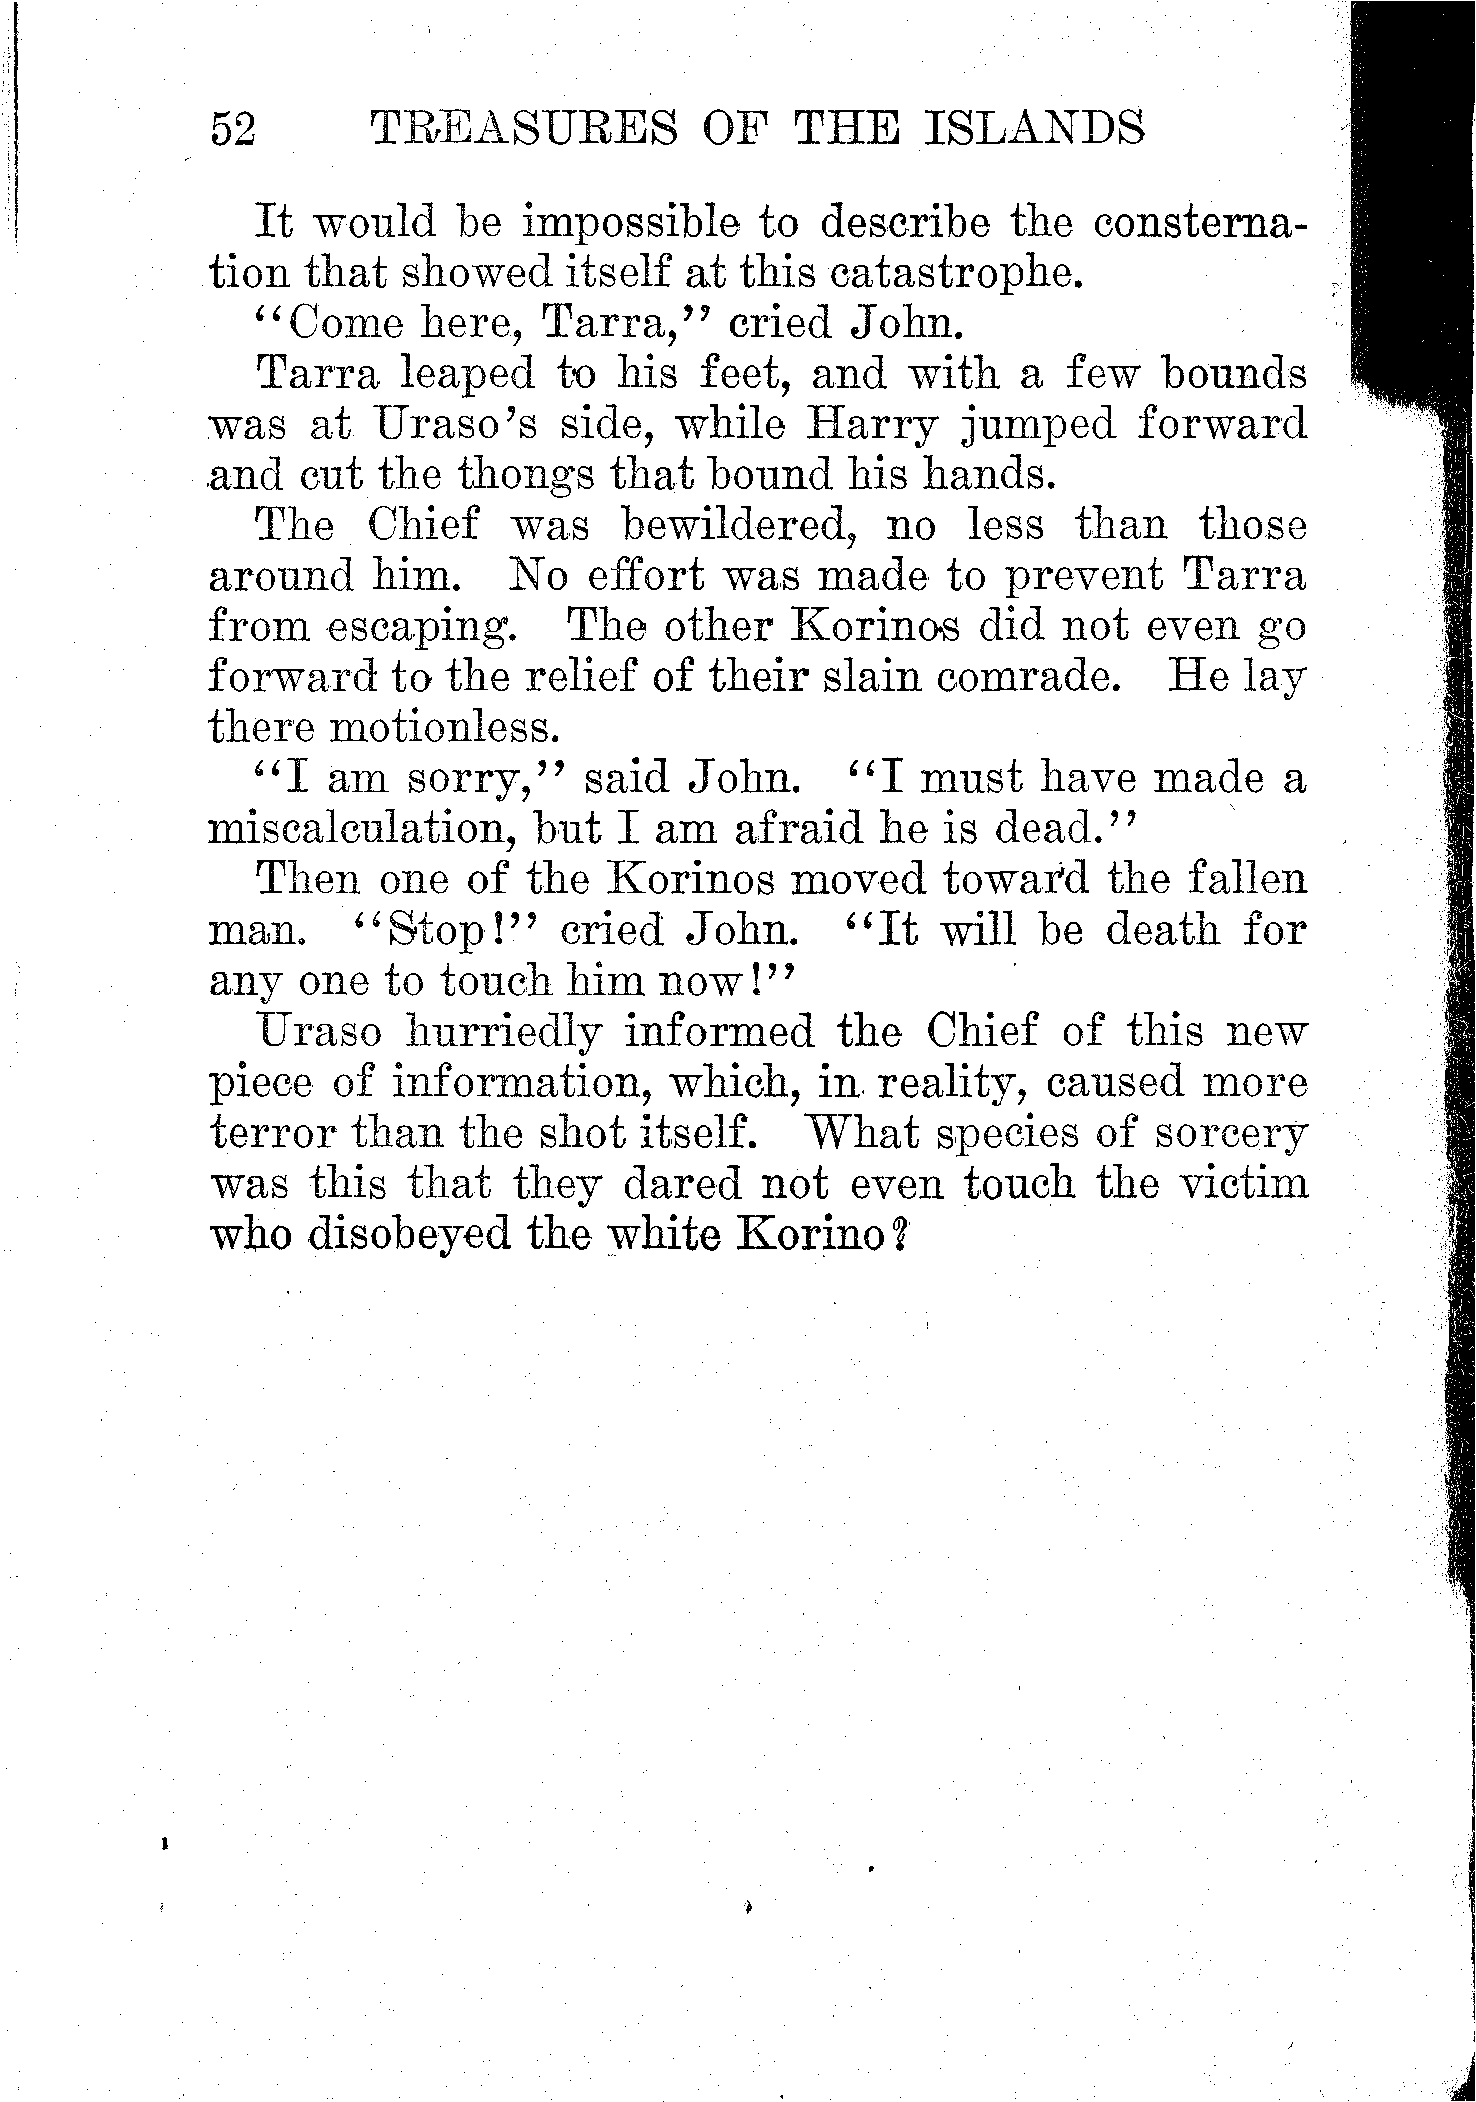 52 TREASURES OF THE ISLANDS
It would be impossible to describe the consterna-
tion that showed itself at this catastrophe.
"Come here, Tarra," cried John.
Tarra leaped to his feet, and with a few bounds
was at Uraso's side, while Harry jumped forward
and cut the thongs that bound his hands.
The Chief was bewildered, no less than those
around him. No effort was made to prevent Tarra
from escaping. The other Korinos did not even go
forward to the relief of their slain comrade. He lay
there motionless.
"I am sorry," said John. "I must have made a
miscalculation, but I am afraid he is dead."
Then one of the Korinos moved toward the fallen
man. "Stop!" cried John. "It will be death for
any one to touch him now!"
Uraso hurriedly informed the Chief of this new
piece of information, which, in reality, caused more
terror than the shot itself. What species of sorcery
was this that they dared not even touch the victim
who disobeyed the white Korino?